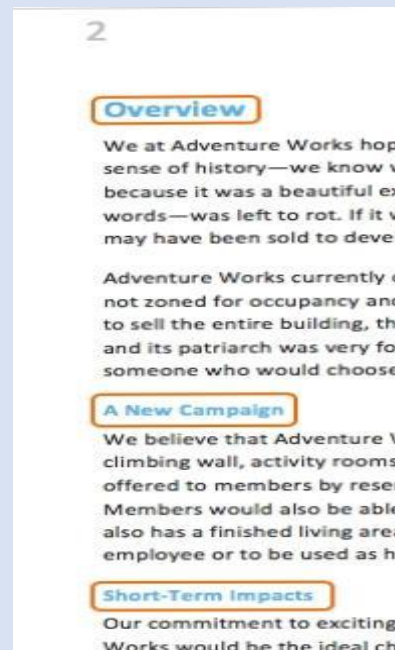 2
Overview
We at Adventure Works hop
sense of history—we know
because it was a beautiful e
words—was left to rot. If it
may have been sold to deve
Adventure Works currently
not zoned for occupancy and
to sell the entire building, th
and its patriarch was very fo
someone who would choose
A New Campaign
We believe that Adventure
climbing wall, activity rooms
offered to members by rese
Members would also be able
also has a finished living area
employee or to be used as h
Short-Term Impacts
Our commitment to exciting
Works would be the ideal ch